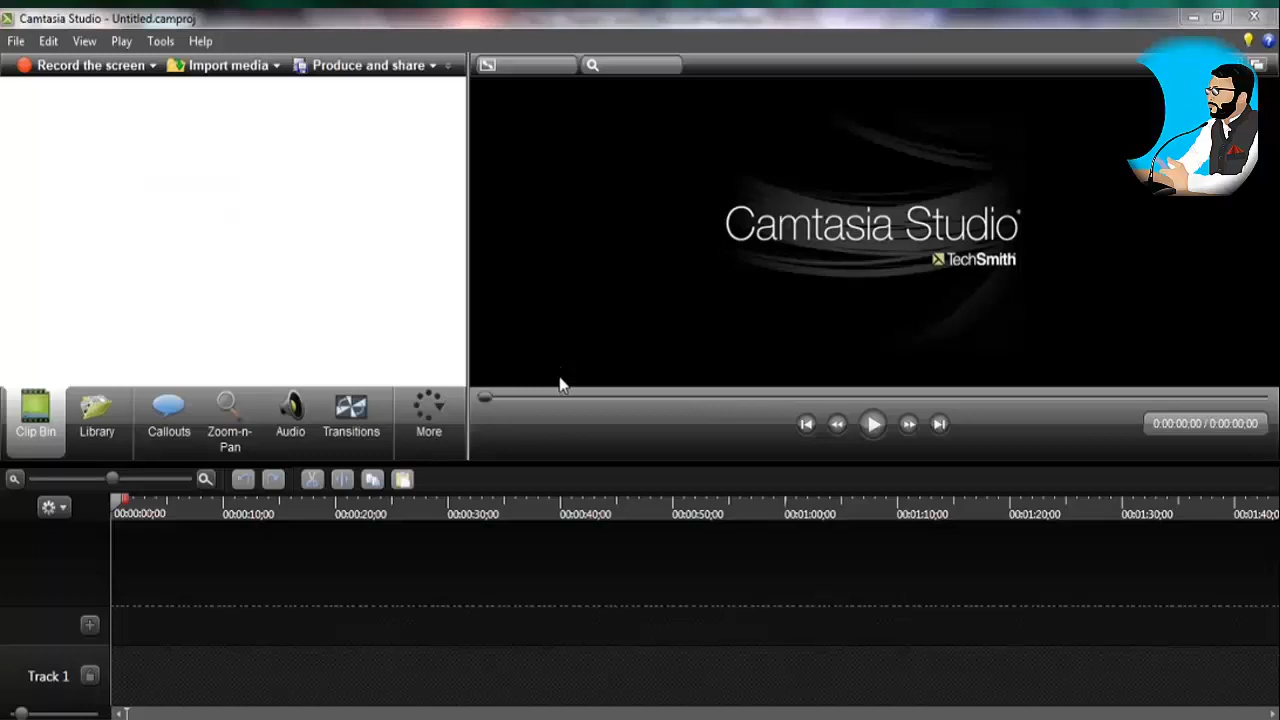 Camtasia Studio - Untitled.camproj
File Edit View Play Tools Help
Record the screen Import media Produce and share
Camtasia Studio
TechSmith
Clip Bin Library Callouts Zoom-n-Pan Audio Transitions More
0:00:00;00 / 0:00:00;00
00:00:00;00 00:00:10;00 00:00:20;00 00:00:30;00 00:00:40;00 00:00:50;00 00:01:00;00 00:01:10;00 00:01:20;00 00:01:30;00 00:01:40;0
Track 1